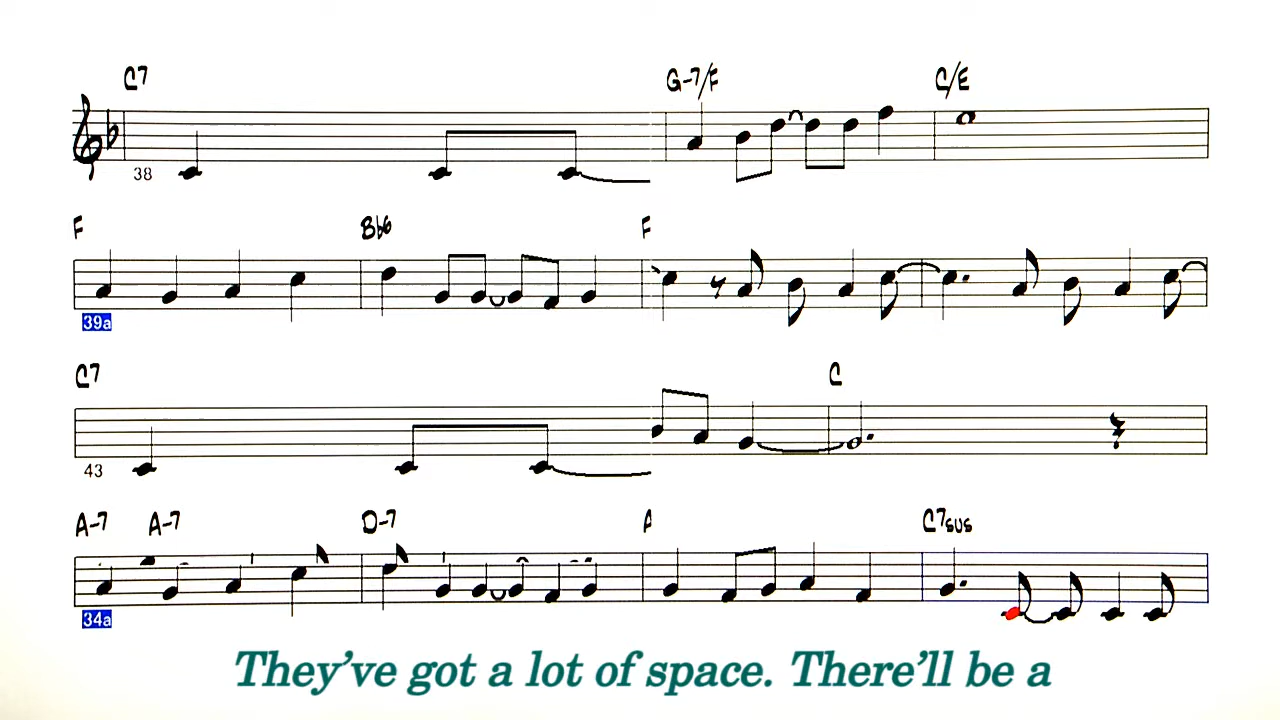 C7 G-7/F C/E
38
F Bb6 F
39a
C7 C
43
A-7 A-7 D-7 A C7sus
34a
They've got a lot of space. There'll be a